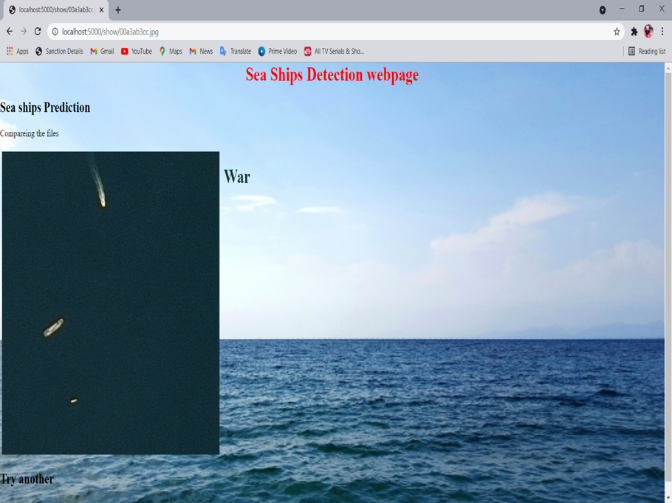 localhost:5000/show/00a3ab3cc.jp
localhost:5000/show/00a3ab3cc.jpg
Apps Sanction Details Gmail YouTube Maps News Translate Prime Video All TV Serials & Sho... Reading list
Sea Ships Detection webpage
Sea ships Prediction
Compareing the files
War
Try another